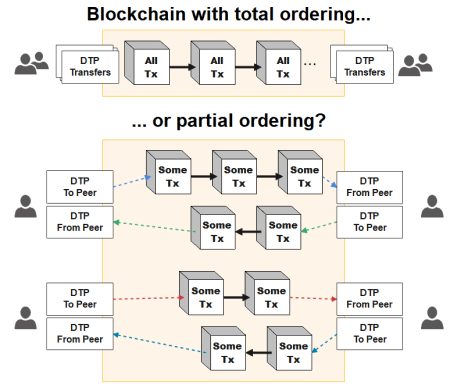 Blockchain with total ordering...
DTP
Transfers
All
Tx
All
Tx
All
Tx
...
DTP
Transfers
... or partial ordering?
DTP
To Peer
Some
Tx
Some
Tx
Some
Tx
DTP
From Peer
DTP
From Peer
Some
Tx
Some
Tx
DTP
To Peer
DTP
To Peer
Some
Tx
Some
Tx
DTP
From Peer
DTP
From Peer
Some
Tx
Some
Tx
DTP
To Peer